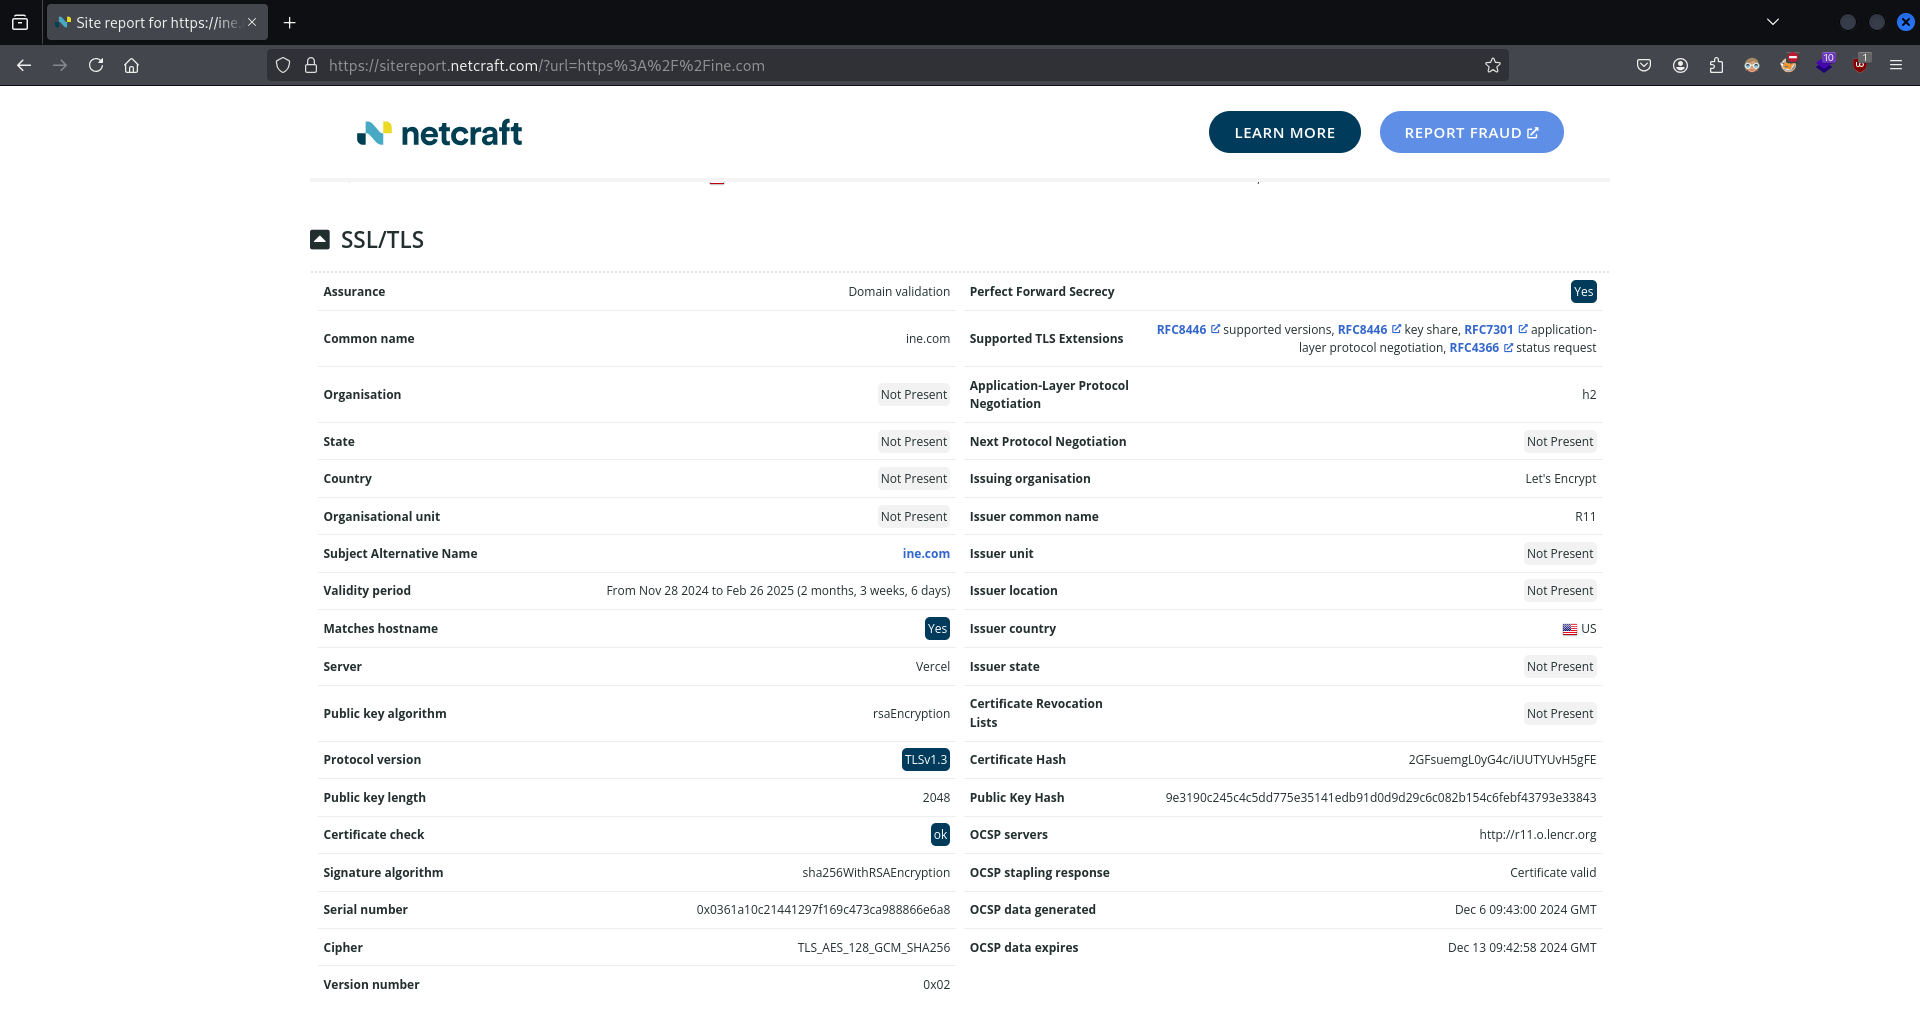 Site report for https://ine.
https://sitereport.netcraft.com/?url=https%3A%2F%2Fine.com
10
1
netcraft
LEARN MORE
REPORT FRAUD
SSL/TLS
Assurance Domain validation
Common name ine.com
Organisation Not Present
State Not Present
Country Not Present
Organisational unit Not Present
Subject Alternative Name ine.com
Validity period From Nov 28 2024 to Feb 26 2025 (2 months, 3 weeks, 6 days)
Matches hostname Yes
Server Vercel
Public key algorithm rsaEncryption
Protocol version TLSv1.3
Public key length 2048
Certificate check ok
Signature algorithm sha256WithRSAEncryption
Serial number 0x0361a10c21441297f169c473ca988866e6a8
Cipher TLS_AES_128_GCM_SHA256
Version number 0x02
Perfect Forward Secrecy Yes
Supported TLS Extensions RFC8446 supported versions, RFC8446 key share, RFC7301 application-
layer protocol negotiation, RFC4366 status request
Application-Layer Protocol
Negotiation h2
Next Protocol Negotiation Not Present
Issuing organisation Let's Encrypt
Issuer common name R11
Issuer unit Not Present
Issuer location Not Present
Issuer country US
Issuer state Not Present
Certificate Revocation
Lists Not Present
Certificate Hash 2GFsuemgL0yG4c/iUUTYUvH5gFE
Public Key Hash 9e3190c245c4c5dd775e35141edb91d0d9d29c6c082b154c6febf43793e33843
OCSP servers http://r11.o.lencr.org
OCSP stapling response Certificate valid
OCSP data generated Dec 6 09:43:00 2024 GMT
OCSP data expires Dec 13 09:42:58 2024 GMT